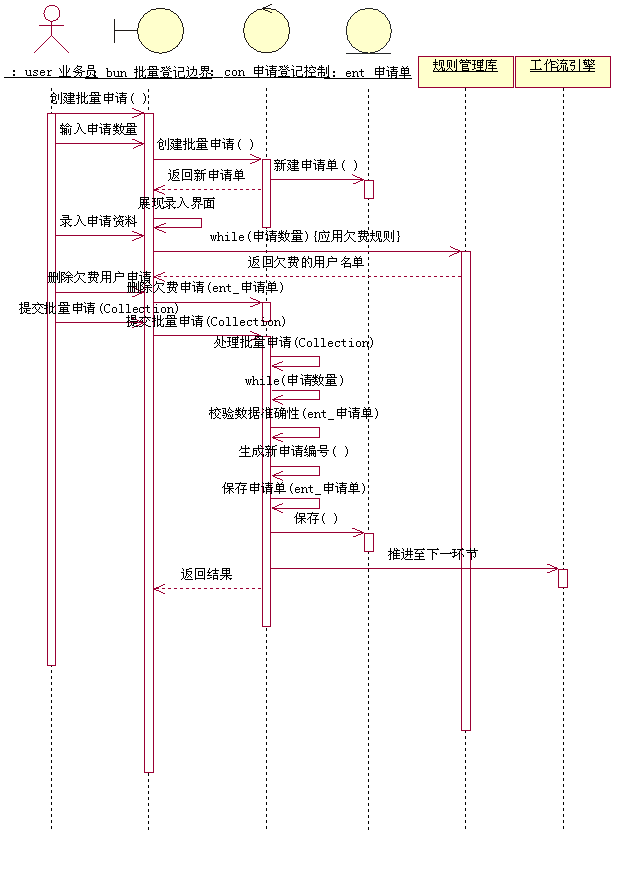 : user 业务员
bun 批量登记边界
: con 申请登记控制
: ent 申请单
规则管理库
工作流引擎
创建批量申请( )
输入申请数量
创建批量申请( )
新建申请单( )
返回新申请单
展现录入界面
录入申请资料
while(申请数量){应用欠费规则}
返回欠费的用户名单
删除欠费用户申请
删除欠费申请(ent_申请单)
提交批量申请(Collection)
提交批量申请(Collection)
处理批量申请(Collection)
while(申请数量)
校验数据准确性(ent_申请单)
生成新申请编号( )
保存申请单(ent_申请单)
保存( )
推进至下一环节
返回结果